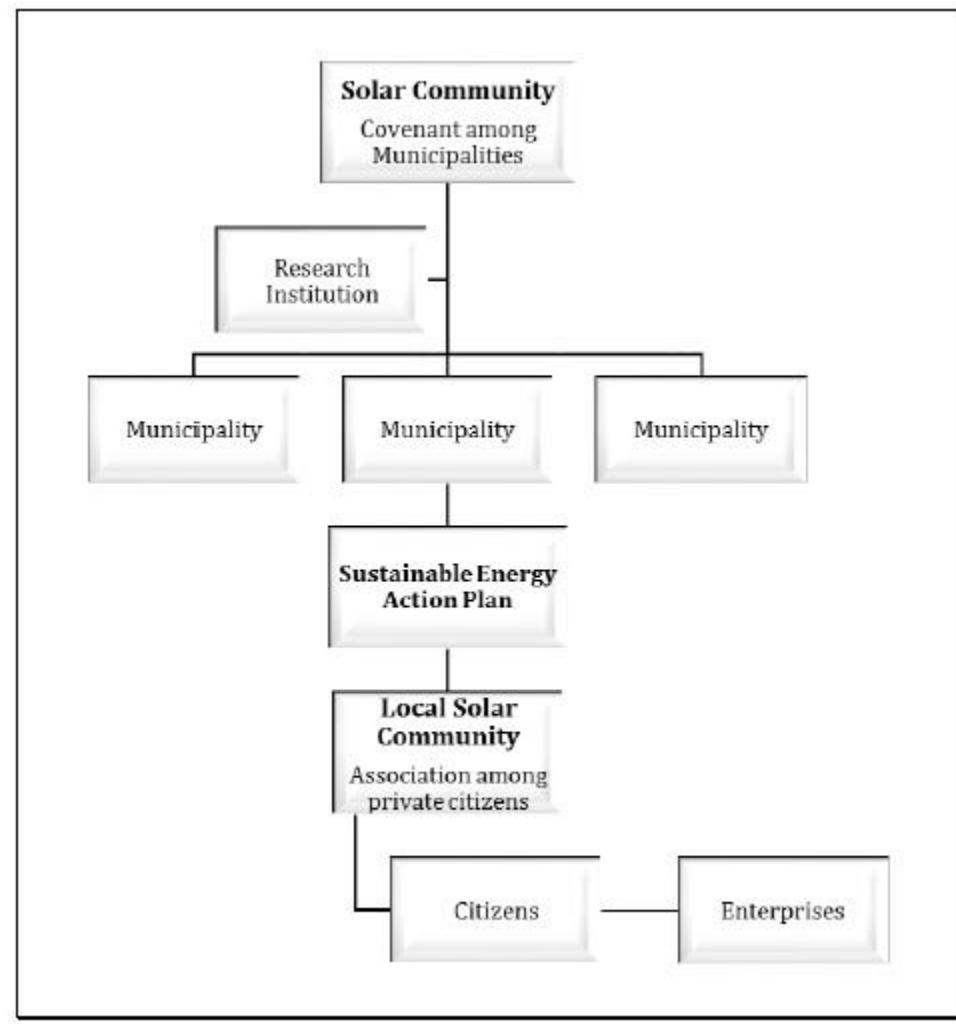 Solar Community
Covenant among
Municipalities
Research
Institution
Municipality
Municipality
Municipality
Sustainable Energy
Action Plan
Local Solar
Community
Association among
private citizens
Citizens
Enterprises